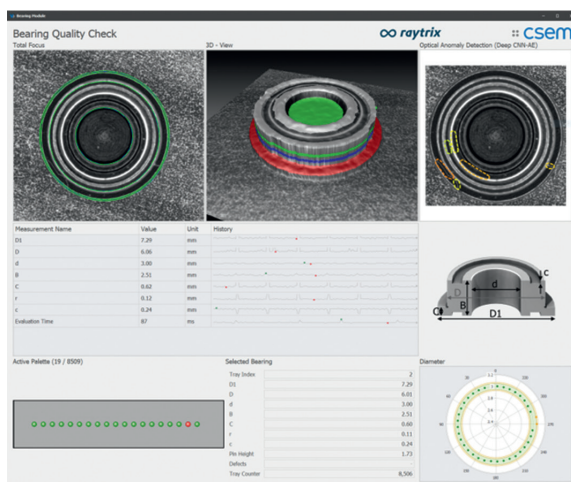 Bearing Module
Bearing Quality Check
raytrix
:: csem
Total Focus
3D - View
Optical Anomaly Detection (Deep CNN-AE)
Measurement Name Value Unit History
D1 7.29 mm
D 6.06 mm
d 3.00 mm
B 2.51 mm
C 0.62 mm
r 0.12 mm
c 0.24 mm
Evaluation Time 87 ms
c
d
D
B
C
D1
Active Palette (19 / 8509)
Selected Bearing
Diameter
Tray Index 2
D1 7.29
D 6.01
d 3.00
B 2.51
C 0.60
r 0.11
c 0.24
Pin Height 1.73
Defects
Tray Counter 8,506